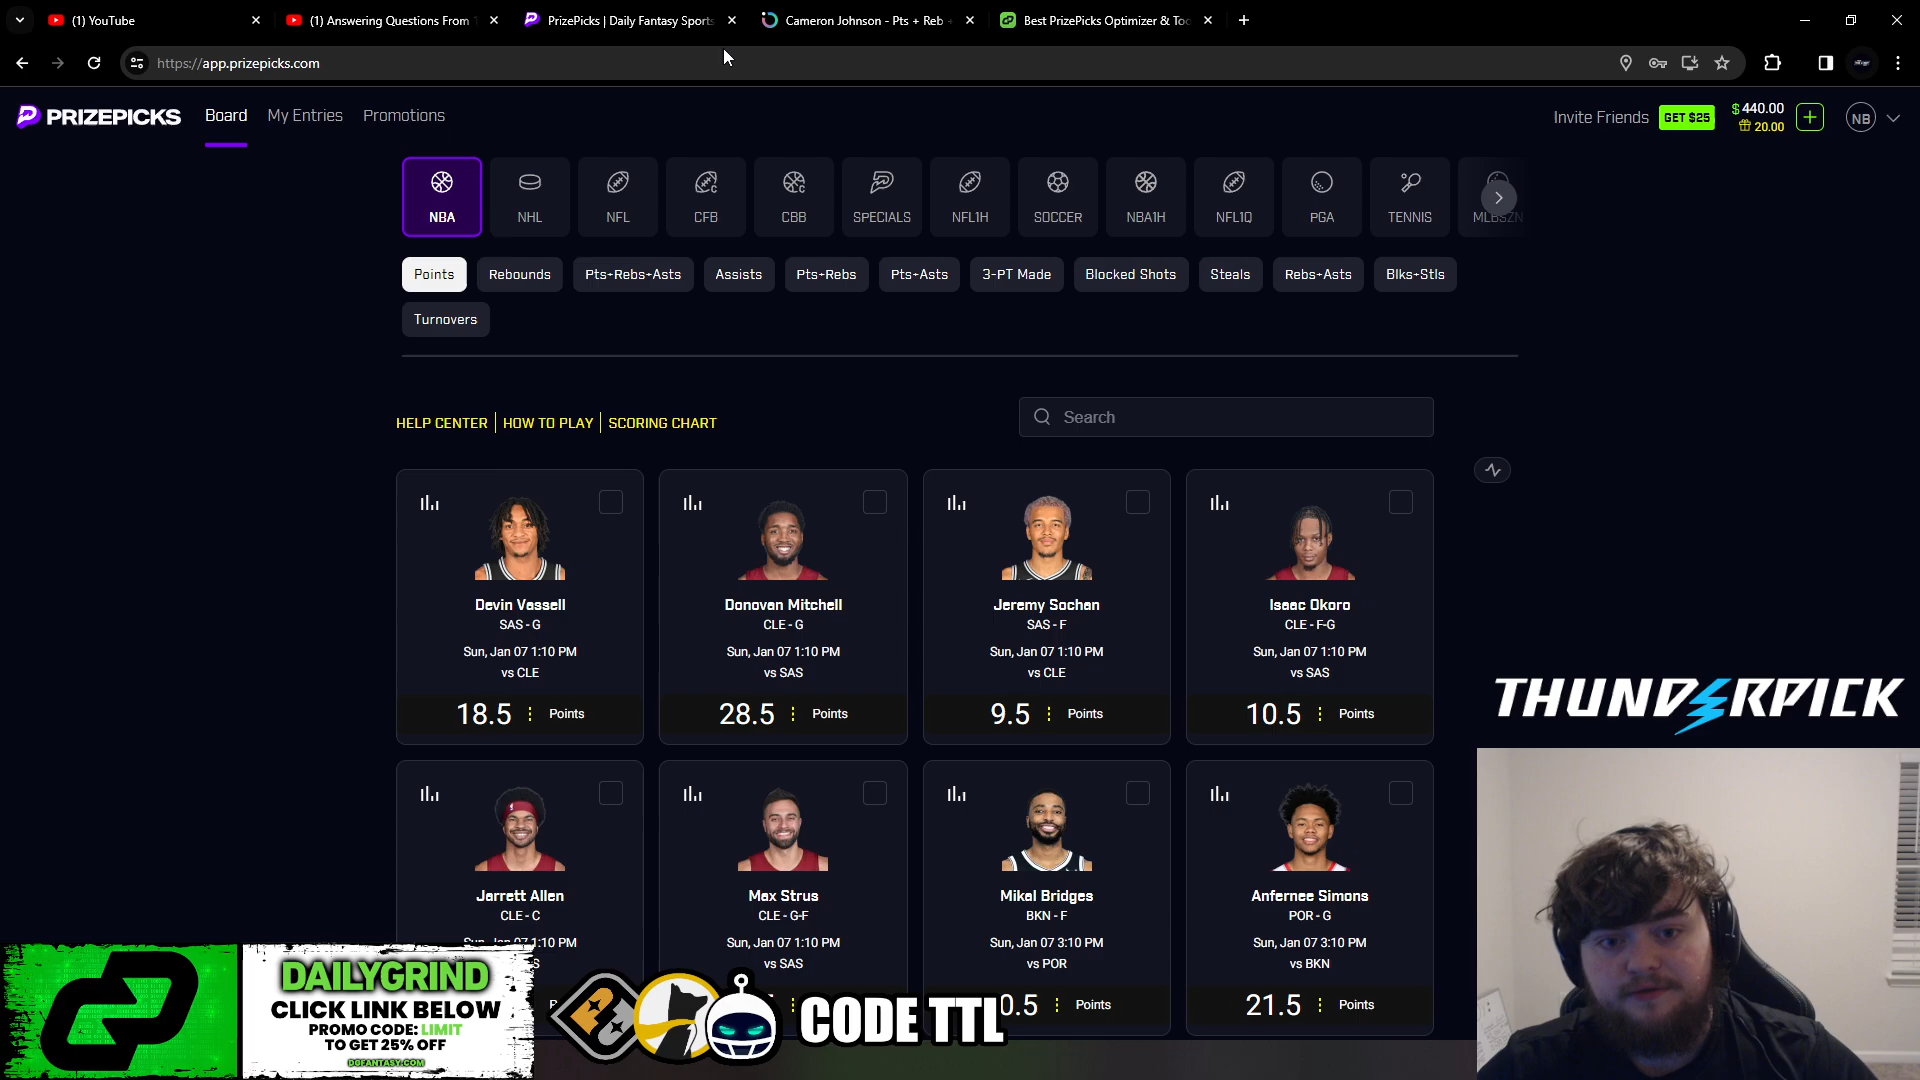 (1) YouTube
(1) Answering Questions From
PrizePicks | Daily Fantasy Sports
Cameron Johnson - Pts + Reb
Best PrizePicks Optimizer & Too
https://app.prizepicks.com
PRIZEPICKS
Board
My Entries
Promotions
Invite Friends
GET $25
$ 440.00
20.00
NB
NBA
NHL
NFL
CFB
CBB
SPECIALS
NFL1H
SOCCER
NBA1H
NFL1Q
PGA
TENNIS
MLBSZN
Points
Rebounds
Pts+Rebs+Asts
Assists
Pts+Rebs
Pts+Asts
3-PT Made
Blocked Shots
Steals
Rebs+Asts
Blks+Stls
Turnovers
HELP CENTER
HOW TO PLAY
SCORING CHART
Search
Devin Vassell
SAS - G
Sun, Jan 07 1:10 PM
vs CLE
18.5
Points
Donovan Mitchell
CLE - G
Sun, Jan 07 1:10 PM
vs SAS
28.5
Points
Jeremy Sochan
SAS - F
Sun, Jan 07 1:10 PM
vs CLE
9.5
Points
Isaac Okoro
CLE - F-G
Sun, Jan 07 1:10 PM
vs SAS
10.5
Points
Jarrett Allen
CLE - C
Max Strus
CLE - G-F
Sun, Jan 07 1:10 PM
vs SAS
Mikal Bridges
BKN - F
Sun, Jan 07 3:10 PM
vs POR
0.5
Points
Anfernee Simons
POR - G
Sun, Jan 07 3:10 PM
vs BKN
21.5
Points
THUNDERPICK
DAILYGRIND
CLICK LINK BELOW
PROMO CODE: LIMIT
TO GET 25% OFF
DGFANTASY.COM
CODE TTL